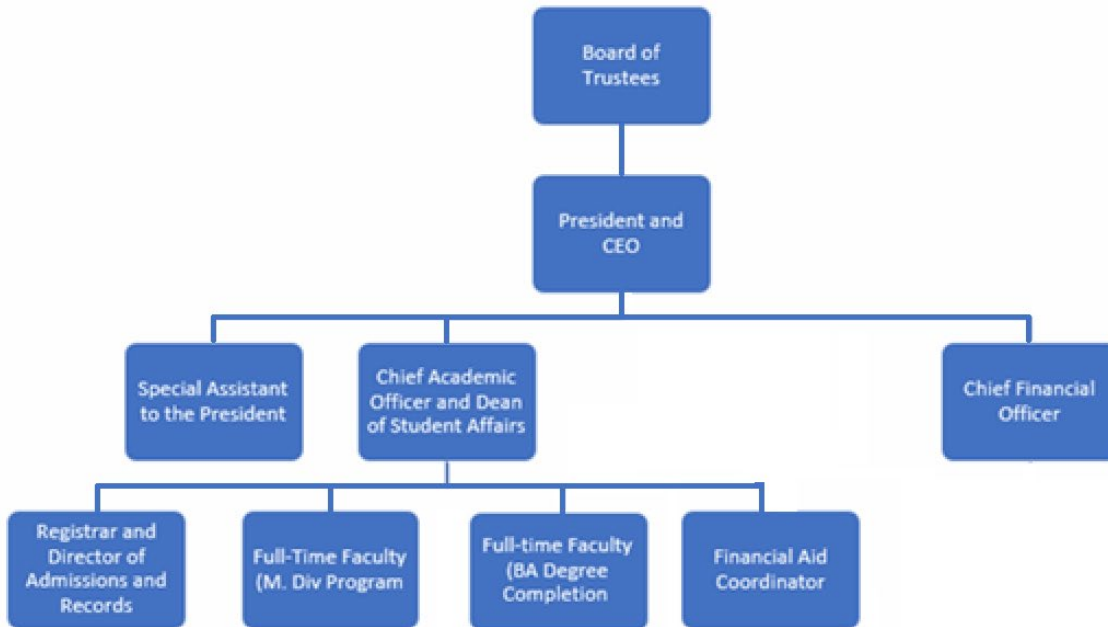 Board of
Trustees
President and
CEO
Special Assistant
to the President
Chief Academic
Officer and Dean
of Student Affairs
Chief Financial
Officer
Registrar and
Director of
Admissions and
Records
Full-Time Faculty
(M. Div Program
Full-time Faculty
(BA Degree
Completion
Financial Aid
Coordinator